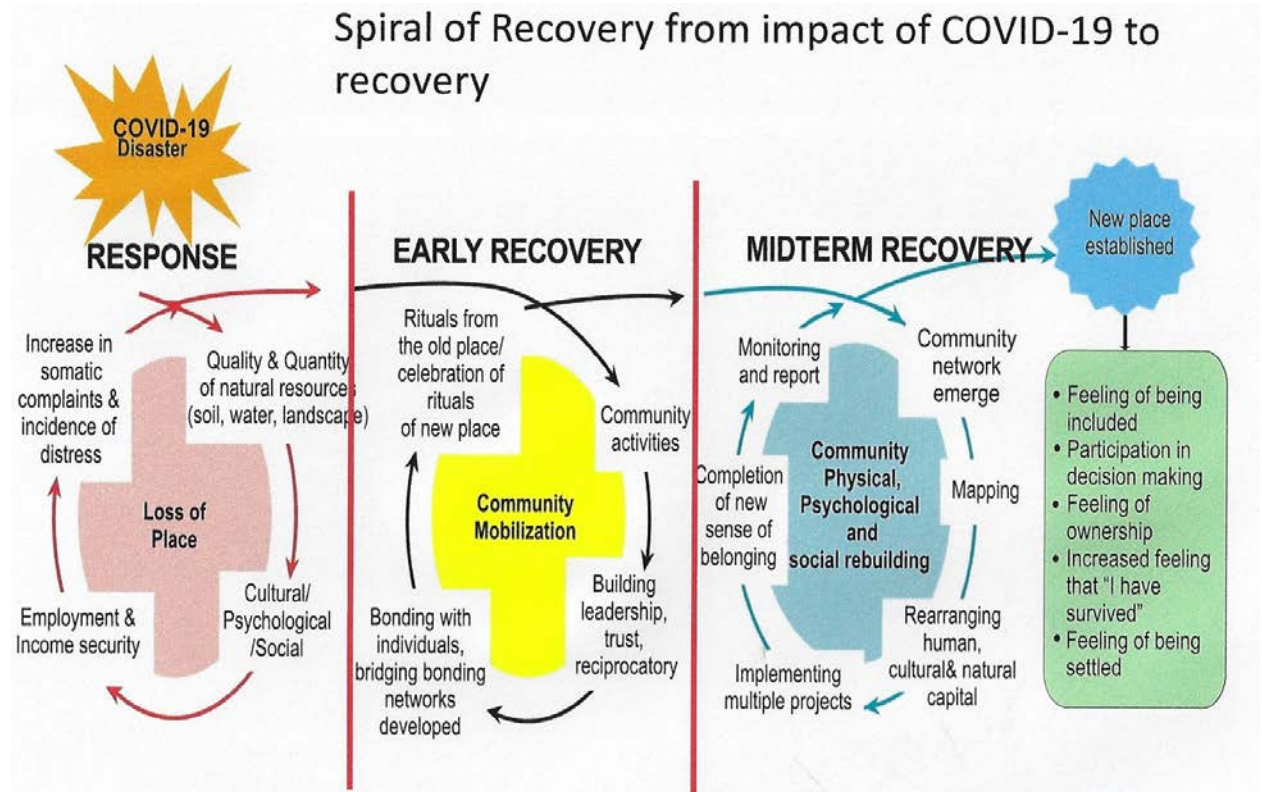 Spiral of Recovery from impact of COVID-19 to
recovery
COVID-19
Disaster
RESPONSE
Increase in
somatic
complaints &
incidence of
distress
Quality & Quantity
of natural resources
(soil, water, landscape)
Loss of
Place
Employment &
Income security
Cultural/
Psychological
/Social
EARLY RECOVERY
Rituals from
the old place/
celebration of
rituals
of new place
Community
activities
Community
Mobilization
Bonding with
individuals,
bridging bonding
networks
developed
Building
leadership,
trust,
reciprocatory
MIDTERM RECOVERY
Monitoring
and report
Community
network
emerge
Completion
of new
sense of
belonging
Community
Physical,
Psychological
and
social rebuilding
Mapping
Implementing
multiple projects
Rearranging
human,
cultural& natural
capital
New place
established
• Feeling of being
included
• Participation in
decision making
• Feeling of
ownership
• Increased feeling
that “I have
survived”
• Feeling of being
settled